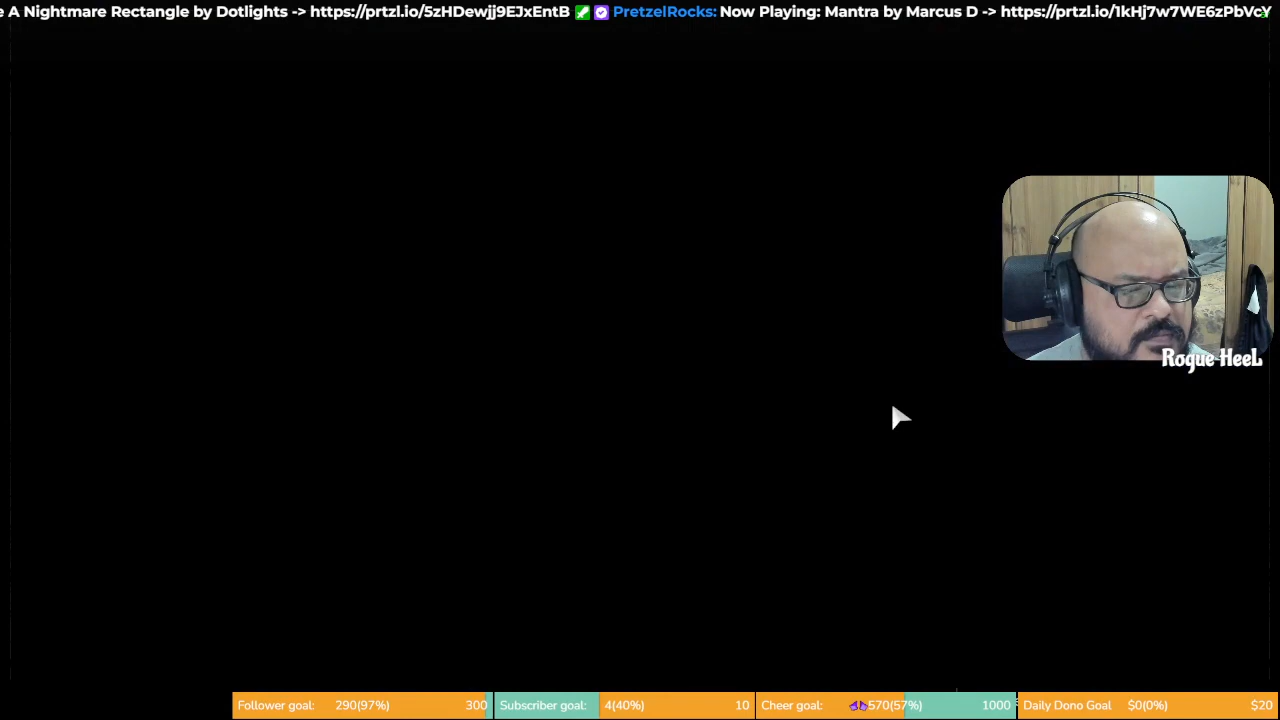 e A Nightmare Rectangle by Dotlights -> https://prtzl.io/5zHDewjj9EJxEntB PretzelRocks: Now Playing: Mantra by Marcus D -> https://prtzl.io/1kHj7w7WE6zPbVcY
Rogue HeeL
Follower goal: 290(97%) 300 Subscriber goal: 4(40%) 10 Cheer goal: 570(57%) 1000 Daily Dono Goal $0(0%) $20